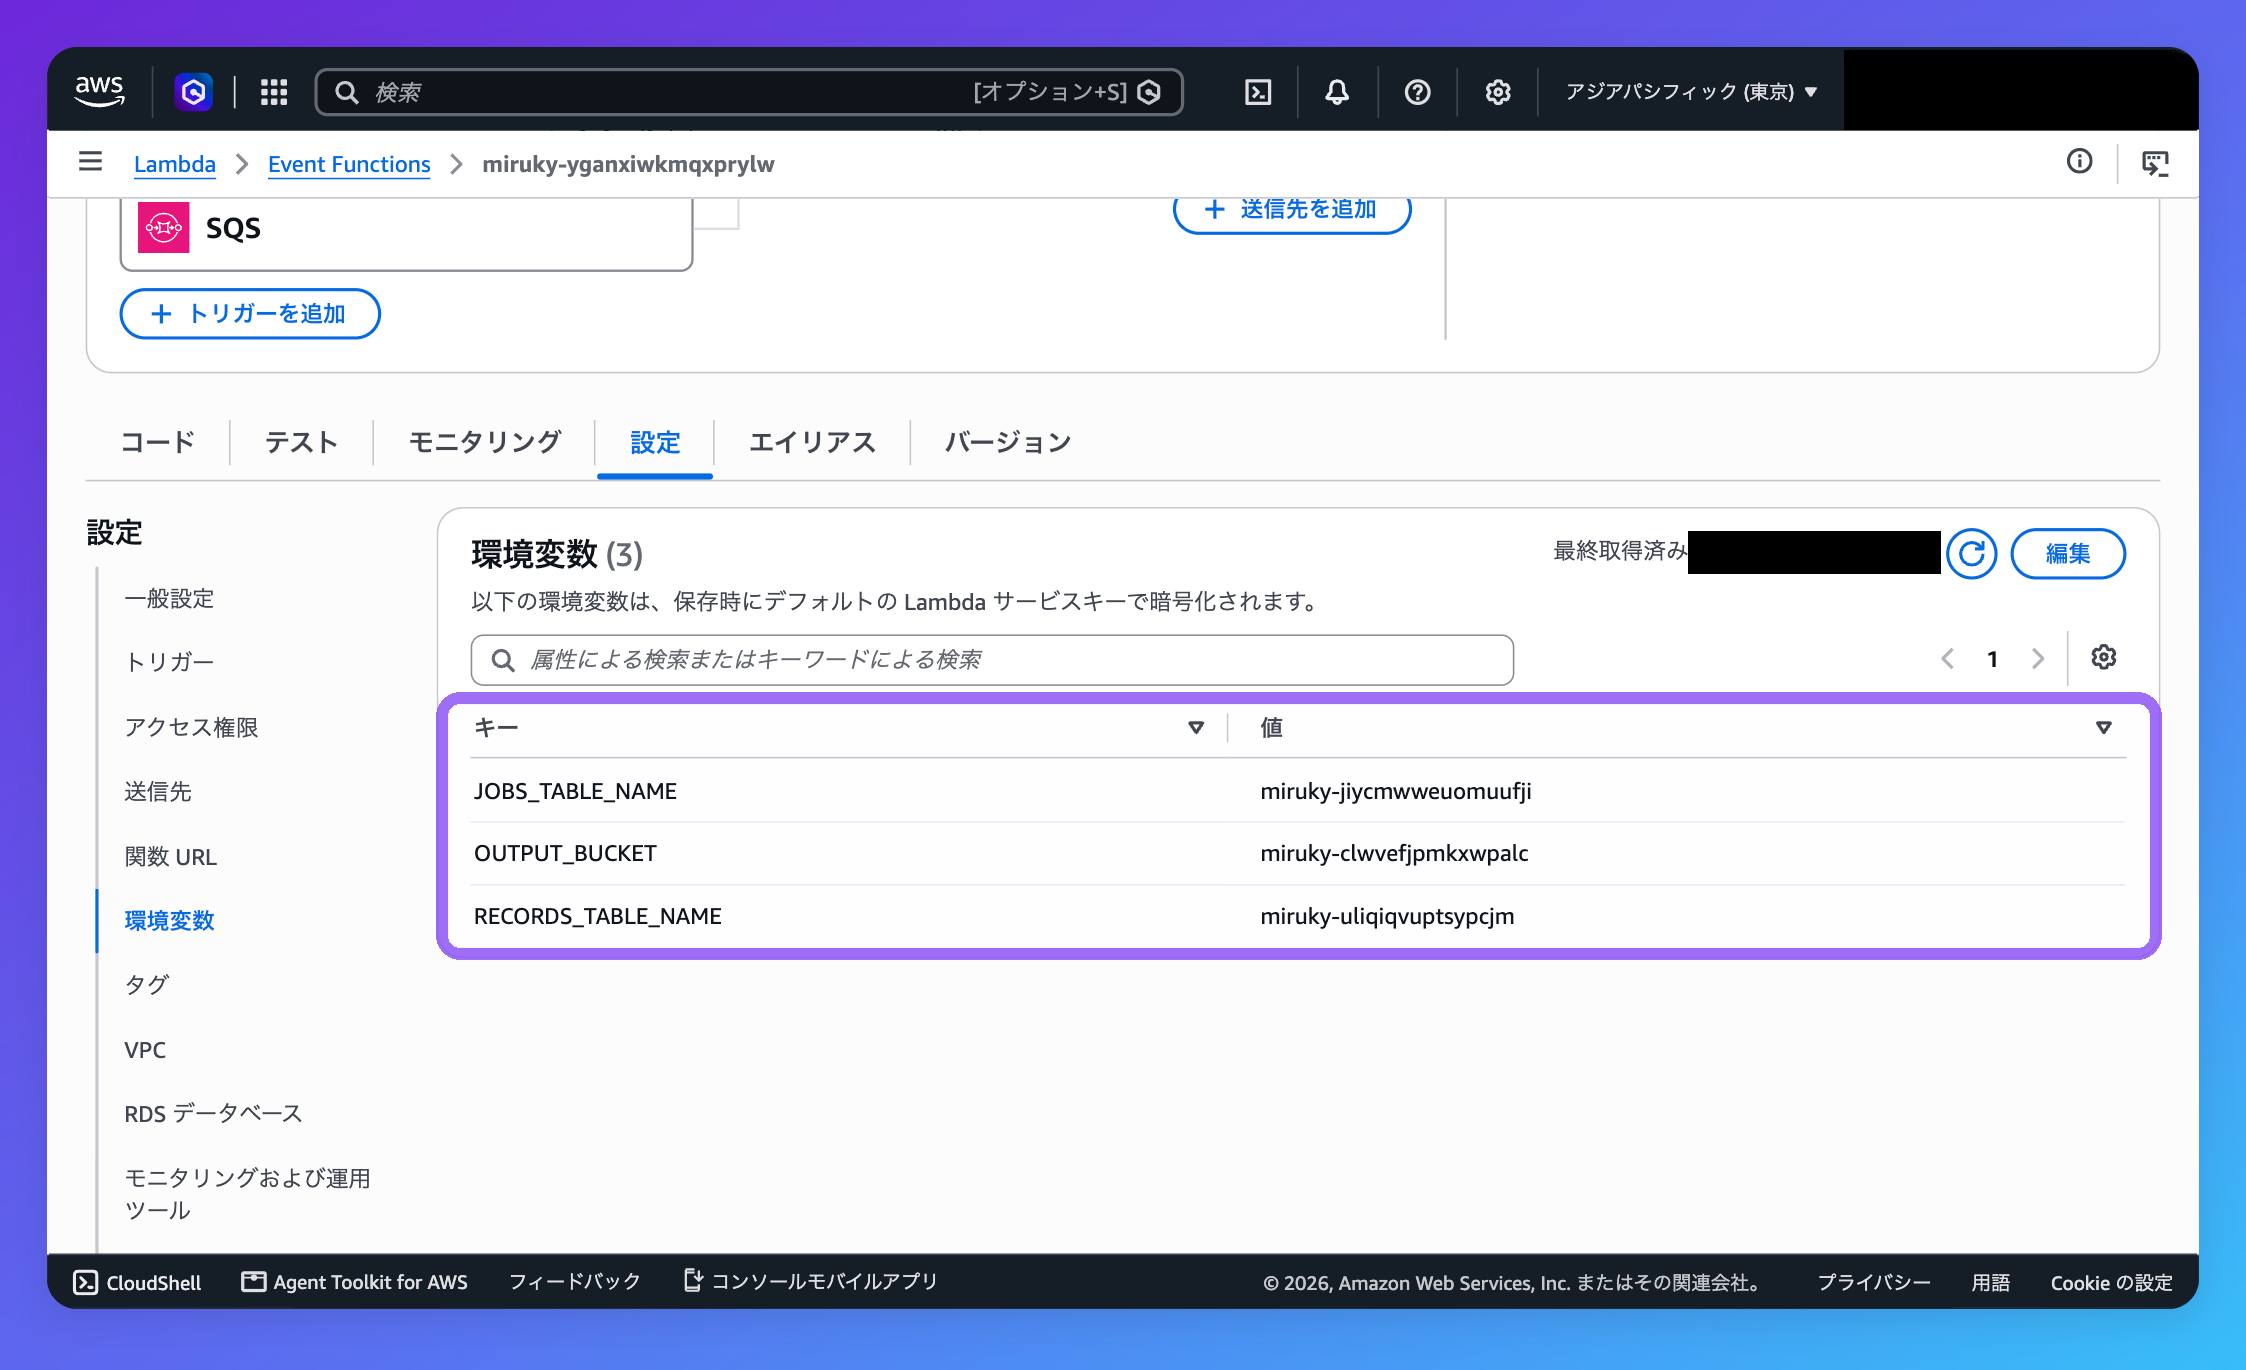 aws
検索
[オプション+S]
アジアパシフィック (東京) ▼
Lambda > Event Functions > miruky-yganxiwkmqxprylw
SQS
+ 送信先を追加
+ トリガーを追加
コード
テスト
モニタリング
設定
エイリアス
バージョン
設定
一般設定
トリガー
アクセス権限
送信先
関数 URL
環境変数
タグ
VPC
RDS データベース
モニタリングおよび運用
ツール
環境変数 (3)
最終取得済み
編集
以下の環境変数は、保存時にデフォルトの Lambda サービスキーで暗号化されます。
属性による検索またはキーワードによる検索
1
キー
値
JOBS_TABLE_NAME
miruky-jiycmwweuomuufji
OUTPUT_BUCKET
miruky-clwvefjpmkxwpalc
RECORDS_TABLE_NAME
miruky-uliqiqvuptsypcjm
CloudShell
Agent Toolkit for AWS
フィードバック
コンソールモバイルアプリ
© 2026, Amazon Web Services, Inc. またはその関連会社。
プライバシー
用語
Cookie の設定